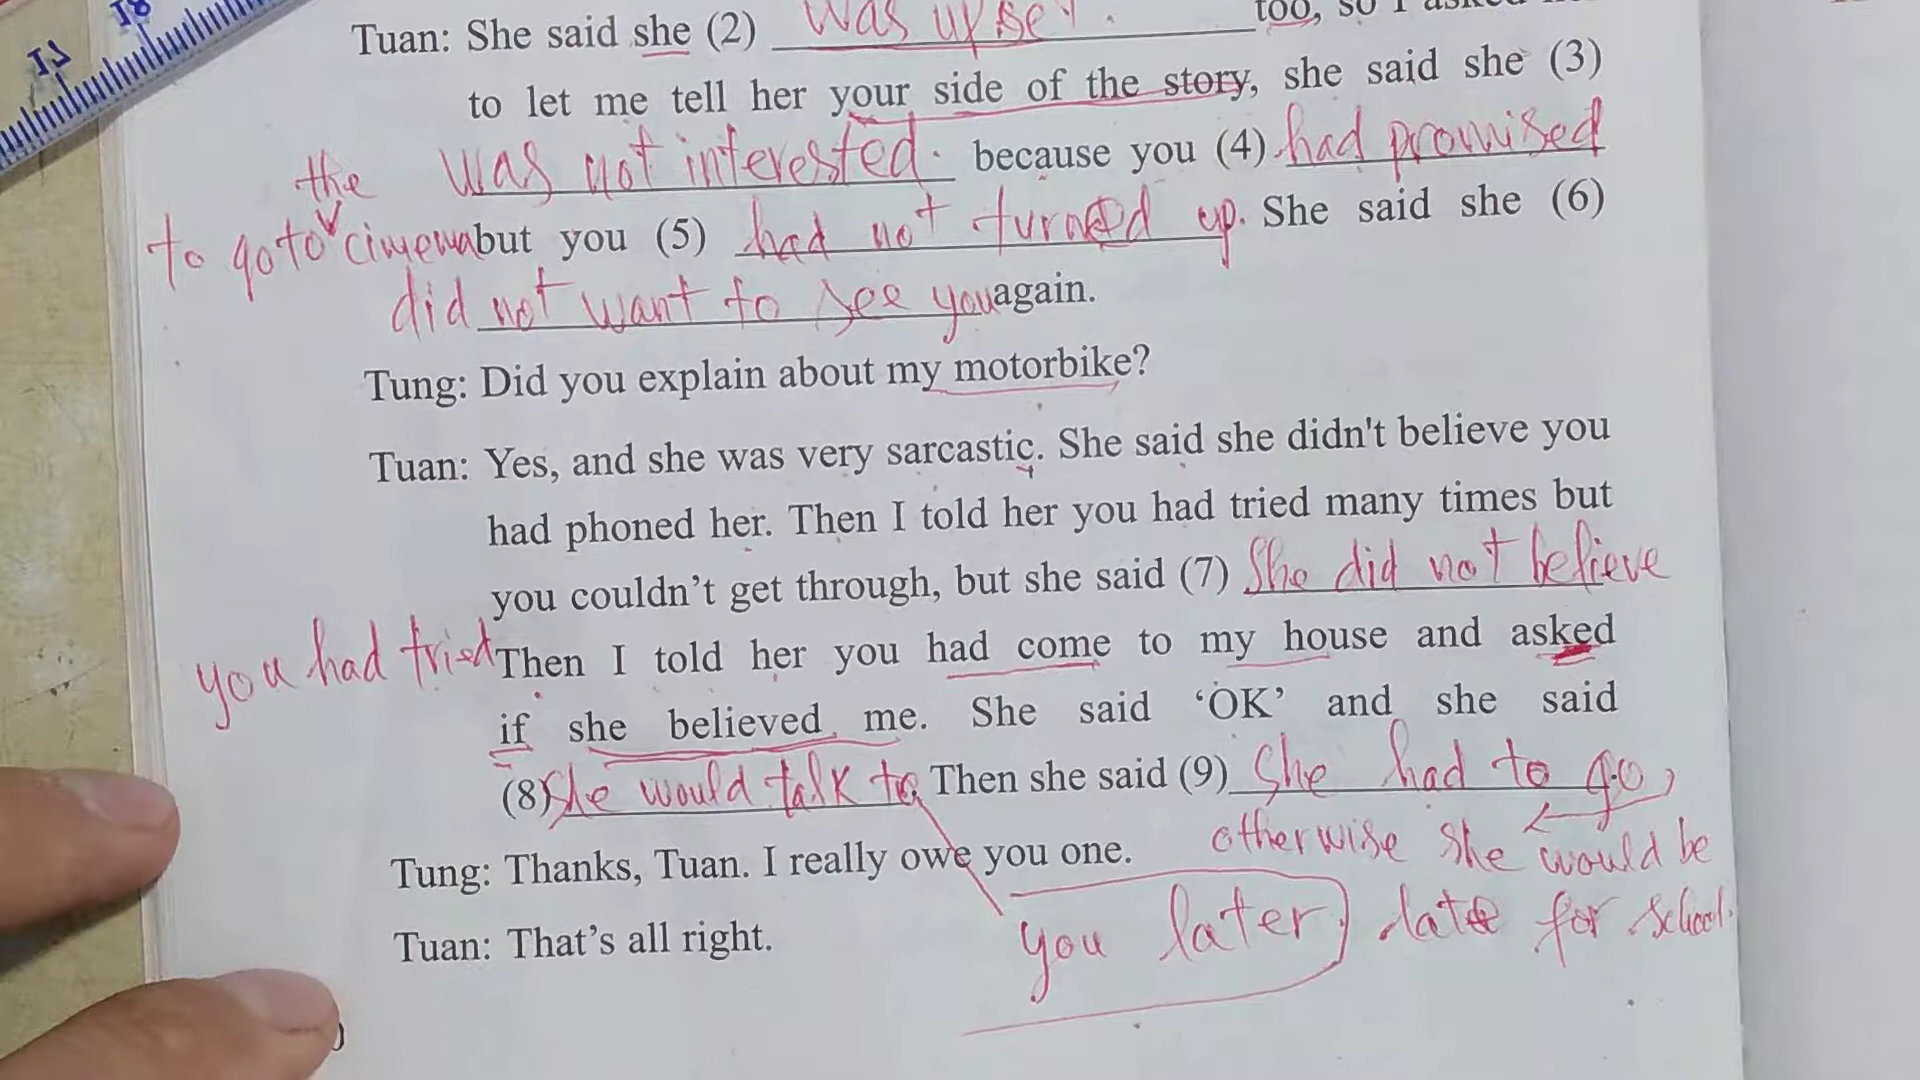 15 18
Tuan: She said she (2) was upset. too, so I asked
to let me tell her your side of the story, she said she (3)
the was not interested. because you (4) had promised
to go to cinema but you (5) had not turned up. She said she (6)
did not want to see you again.
Tung: Did you explain about my motorbike?
Tuan: Yes, and she was very sarcastic. She said she didn't believe you
had phoned her. Then I told her you had tried many times but
you couldn't get through, but she said (7) She did not believe
you had tried Then I told her you had come to my house and asked
if she believed me. She said ‘OK’ and she said
(8) She would talk to Then she said (9) She had to go,
otherwise she would be
Tung: Thanks, Tuan. I really owe you one.
you later late for school.
Tuan: That's all right.